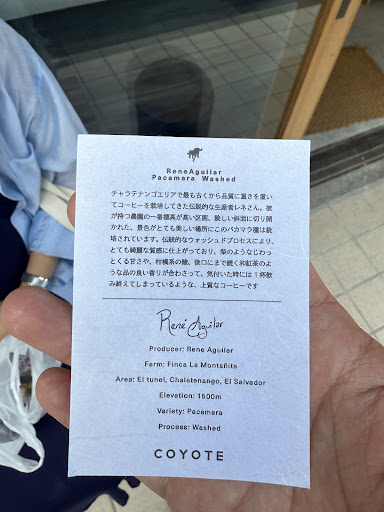 ReneAguilar
Pacamara Washed
チャラテナンゴエリアで最も古くから品質に重きを置い
てコーヒーを栽培してきた伝説的な生産者レネさん。彼
が持つ農園の一番標高が高い区画、険しい斜面に切り開
かれた、景色がとても美しい場所にこのパカマラ種は栽
培されています。伝統的なウォッシュドプロセスにより、
とても綺麗な質感に仕上がっており、梨のようなじわっ
とくる甘さや、柑橘系の酸、後口にまで続く和紅茶のよ
うな品の良い香りが合わさって、気付いた時には1杯飲
み終えてしまっているような、上質なコーヒーです
René Aguilar
Producer: Rene Aguilar
Farm: Finca La Montañita
Area: El tunel, Chalatenango, El Salvador
Elevation: 1600m
Variety: Pacamara
Process: Washed
COYOTE